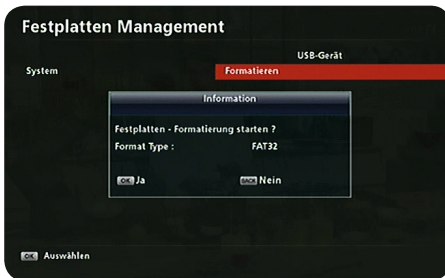 Festplatten Management
USB-Gerät
System Formatieren
Information
Festplatten - Formatierung starten ?
Format Type : FAT32
OK Ja BACK Nein
OK Auswählen